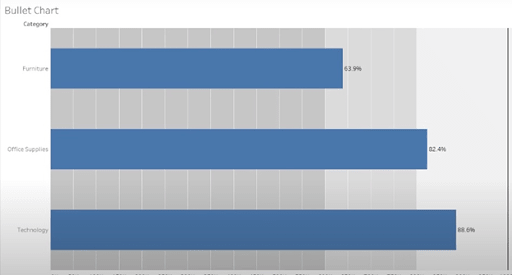 Bullet Chart
Category
Furniture
63.9%
Office Supplies
82.4%
Technology
88.6%